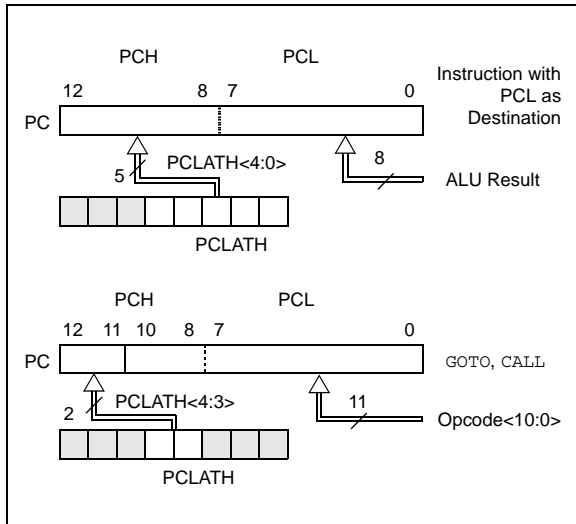 PCH PCL
12 8 7 0
Instruction with
PCL as
Destination
PC
5 PCLATH<4:0>
8
ALU Result
PCLATH
PCH PCL
12 11 10 8 7 0
PC
GOTO, CALL
2 PCLATH<4:3>
11
Opcode<10:0>
PCLATH